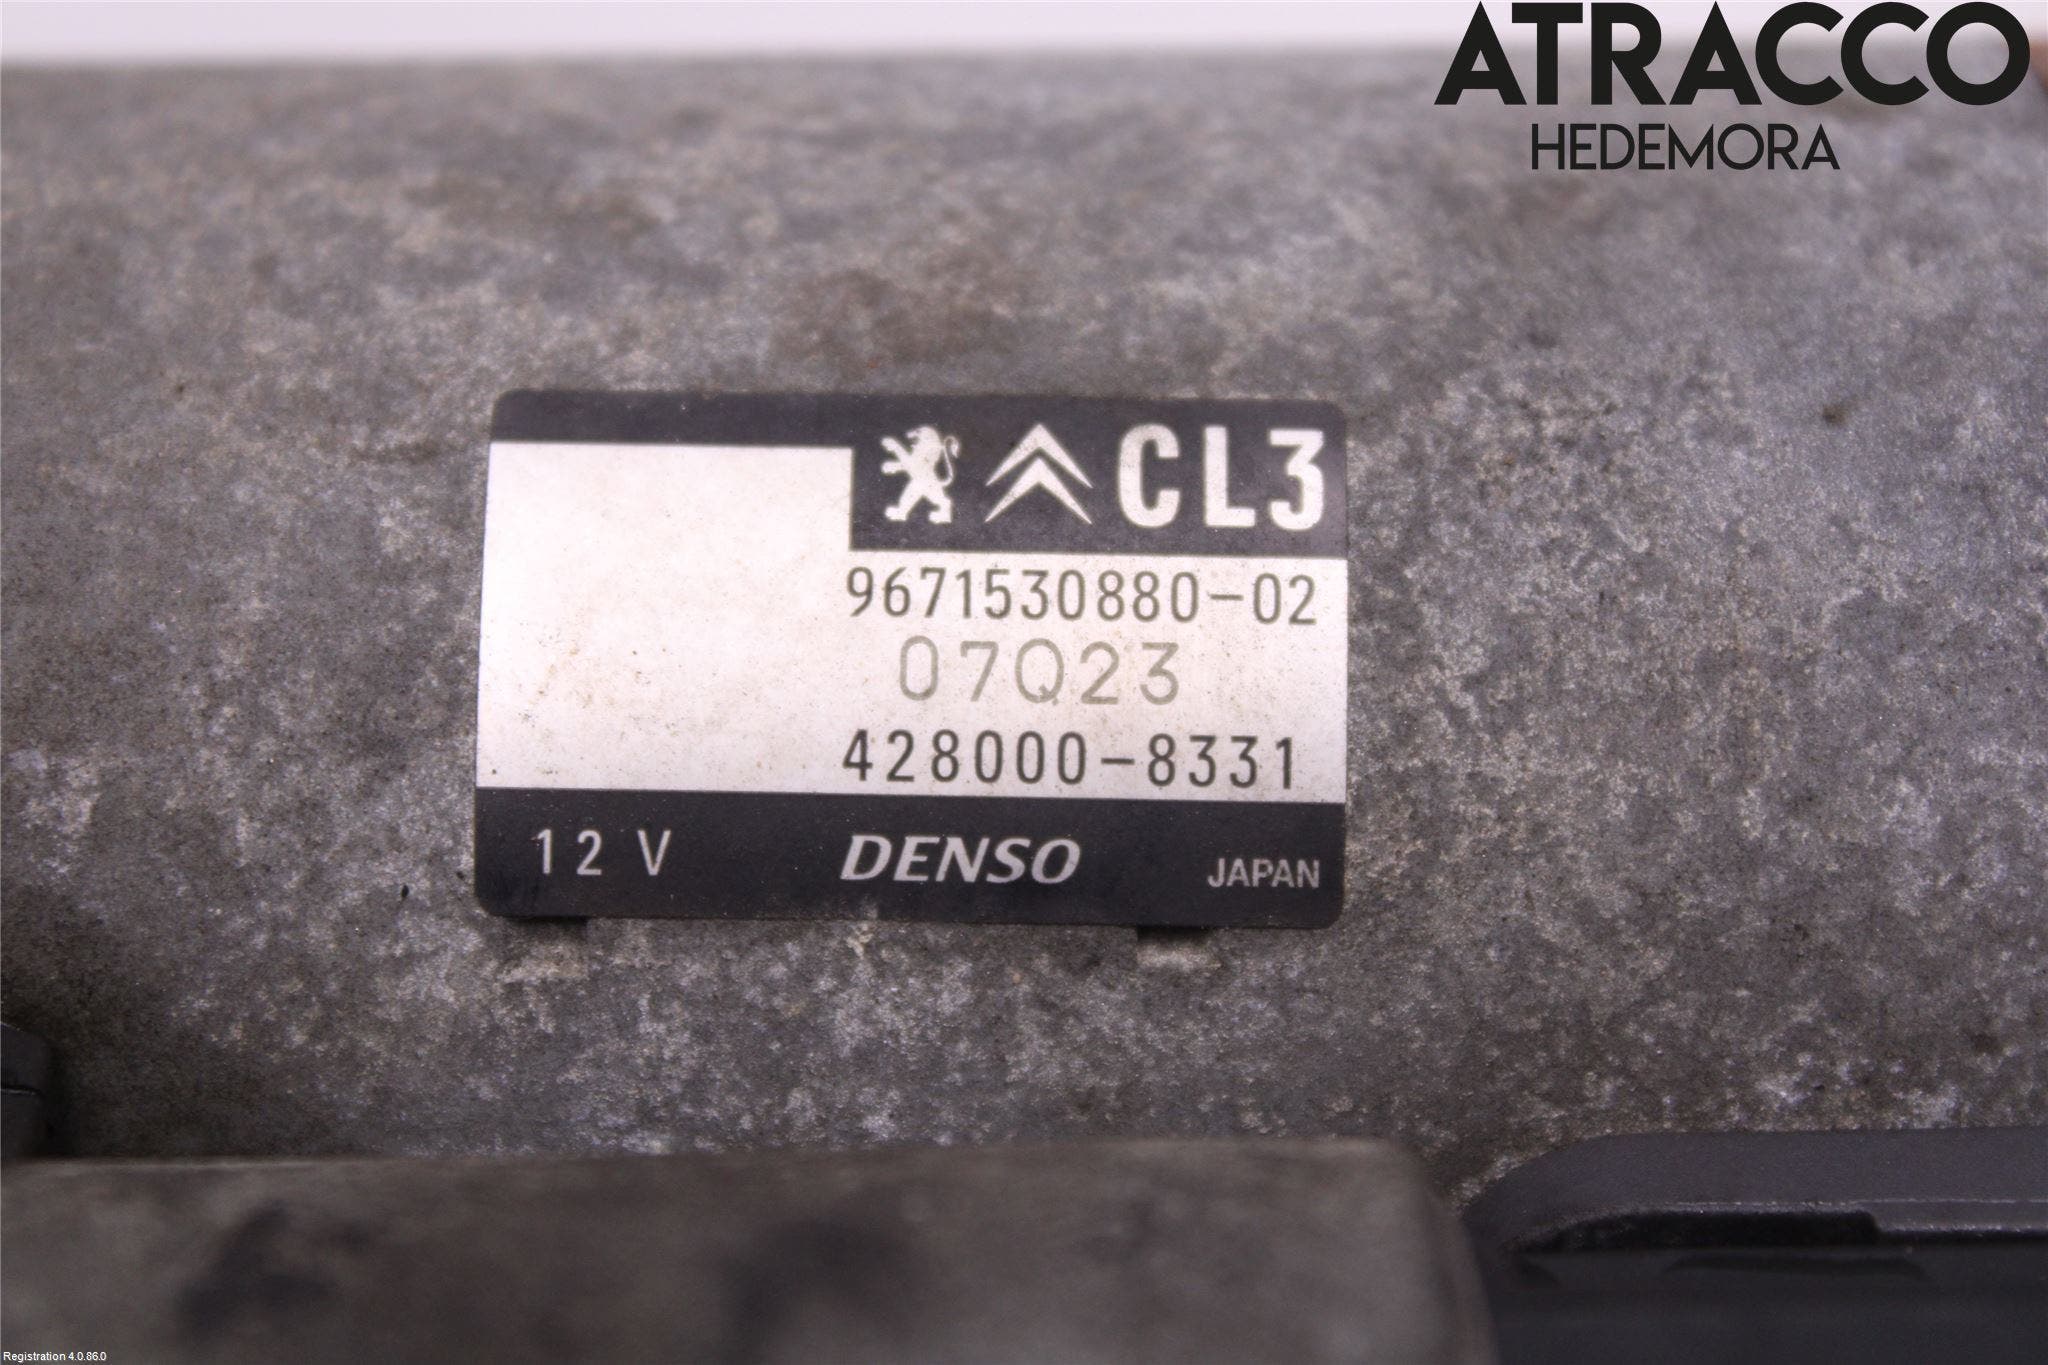 ATRACCO
HEDEMORA
CL3
9671530880-02
07Q23
428000-8331
12 V DENSO JAPAN
Registration 4.0.86.0